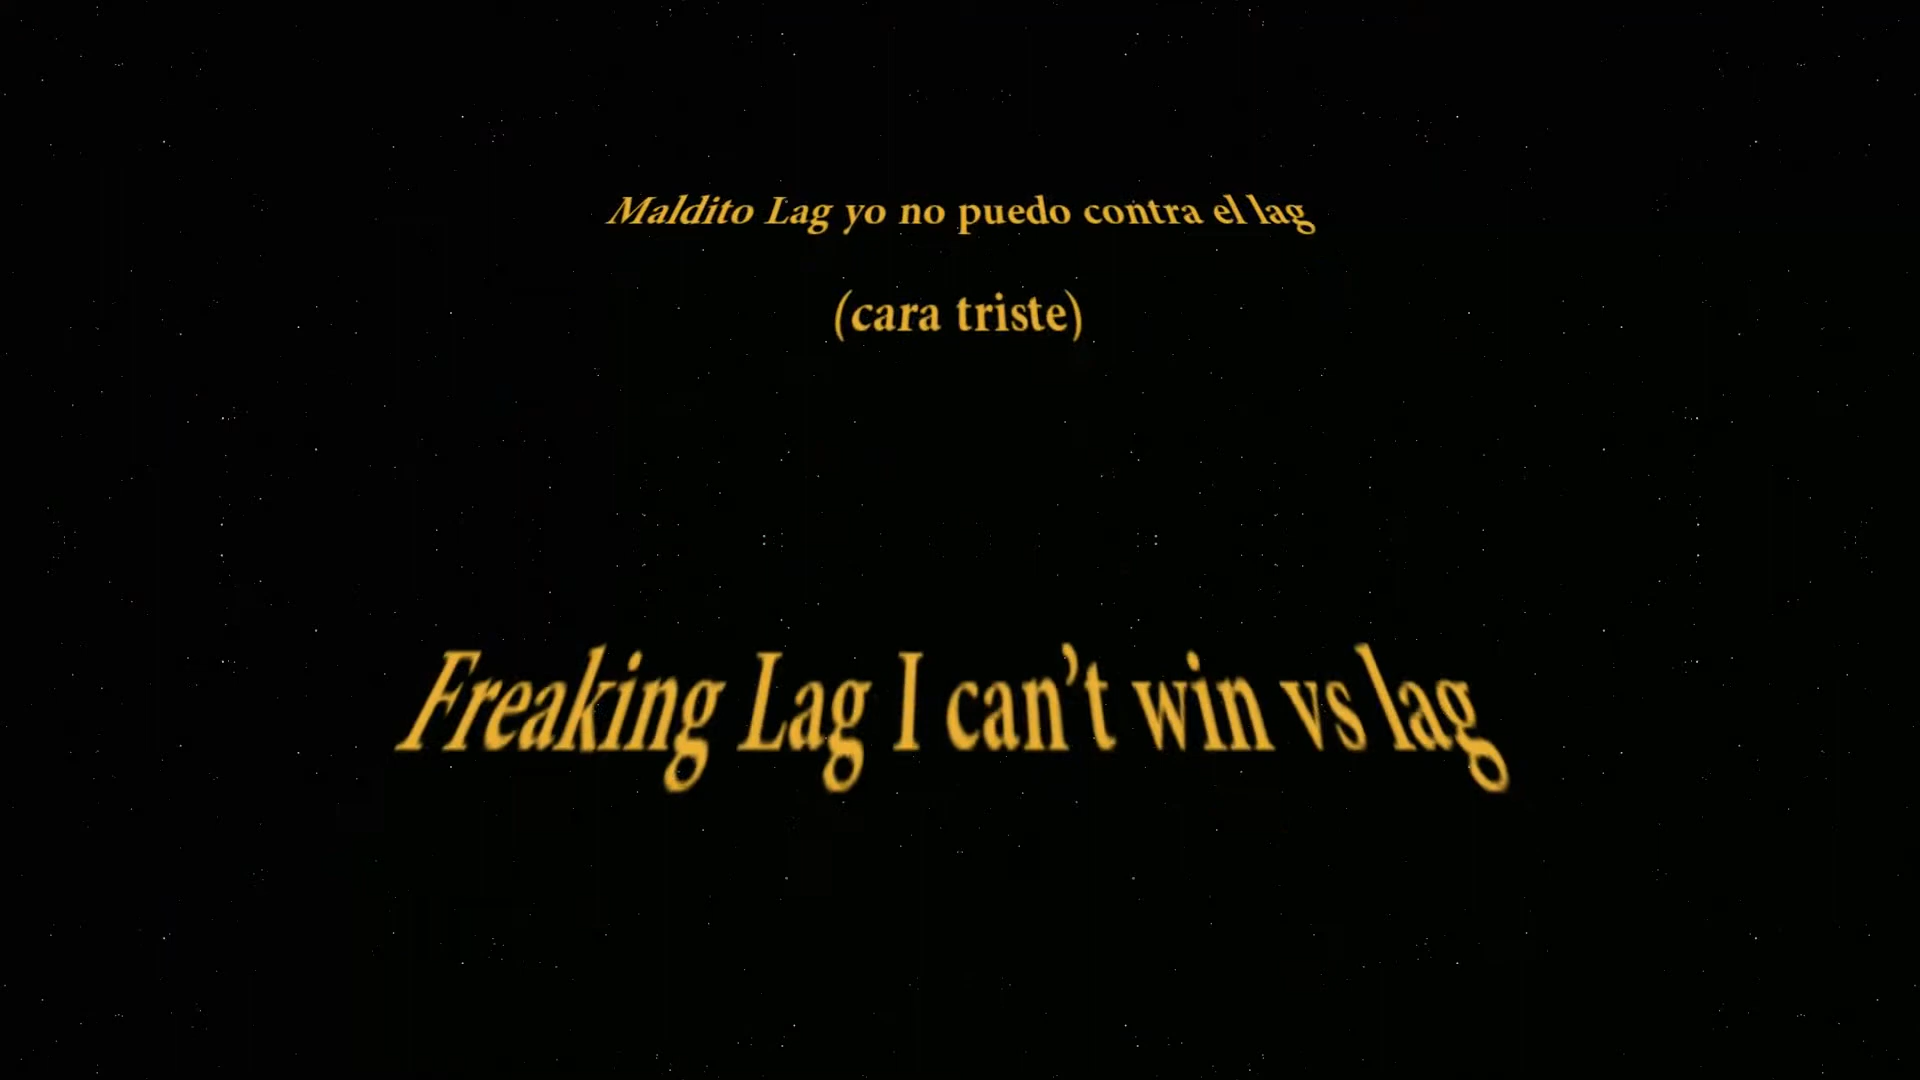 Maldito Lag yo no puedo contra el lag
(cara triste)
Freaking Lag I can’t win vs lag